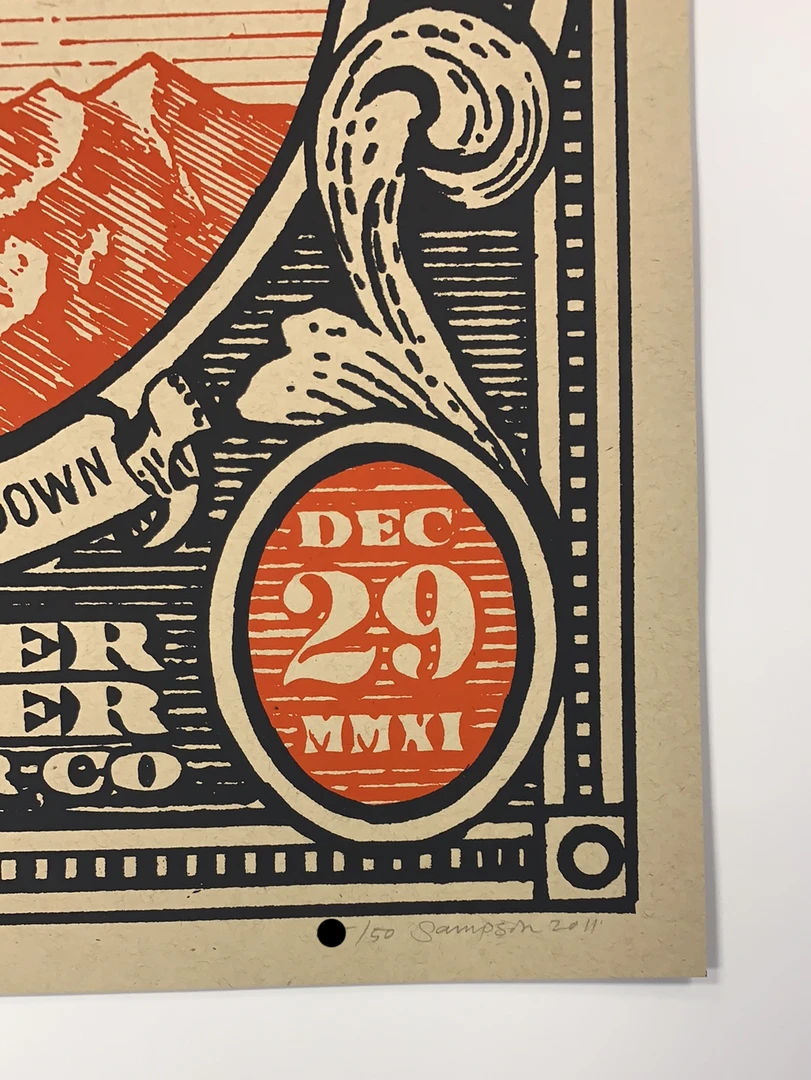 DOWN
DEC
29
MMXI
ER
ER
R-CO
/50 Sampson 2011